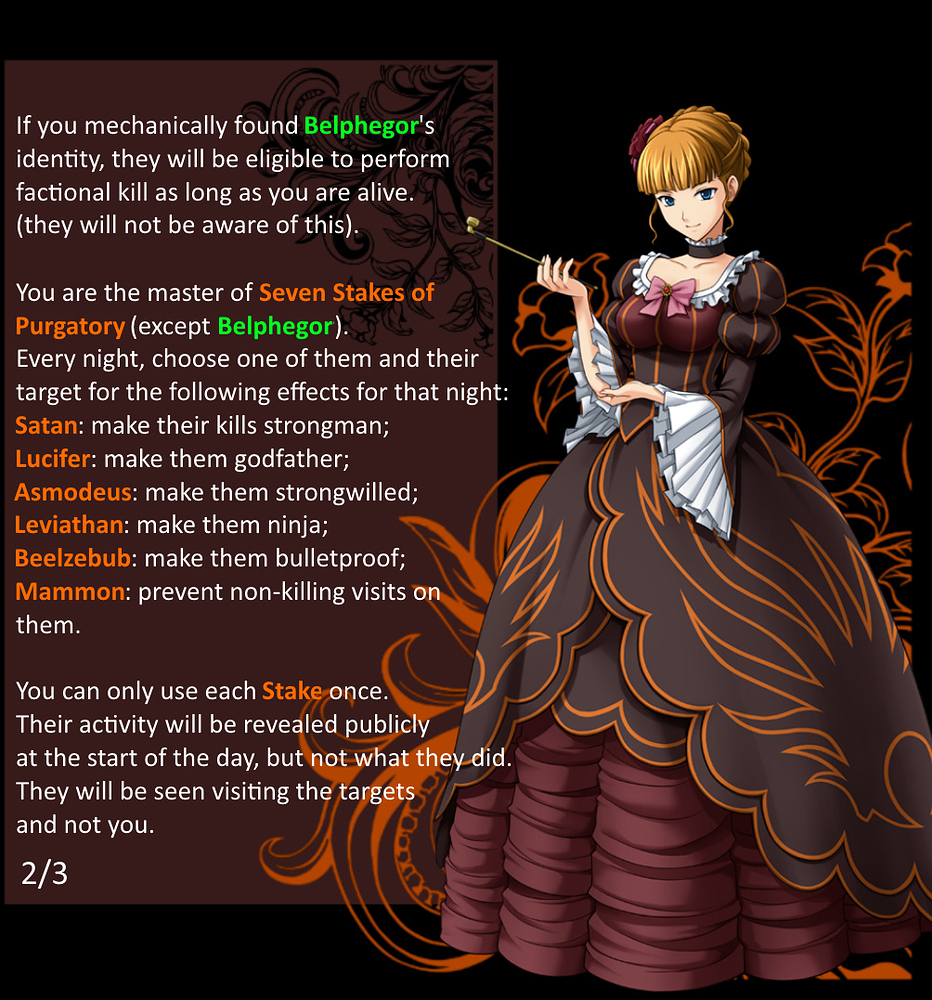 If you mechanically found Belphegor's
identity, they will be eligible to perform
factional kill as long as you are alive.
(they will not be aware of this).
You are the master of Seven Stakes of
Purgatory (except Belphegor).
Every night, choose one of them and their
target for the following effects for that night:
Satan: make their kills strongman;
Lucifer: make them godfather;
Asmodeus: make them strongwilled;
Leviathan: make them ninja;
Beelzebub: make them bulletproof;
Mammon: prevent non-killing visits on
them.
You can only use each Stake once.
Their activity will be revealed publicly
at the start of the day, but not what they did.
They will be seen visiting the targets
and not you.
2/3